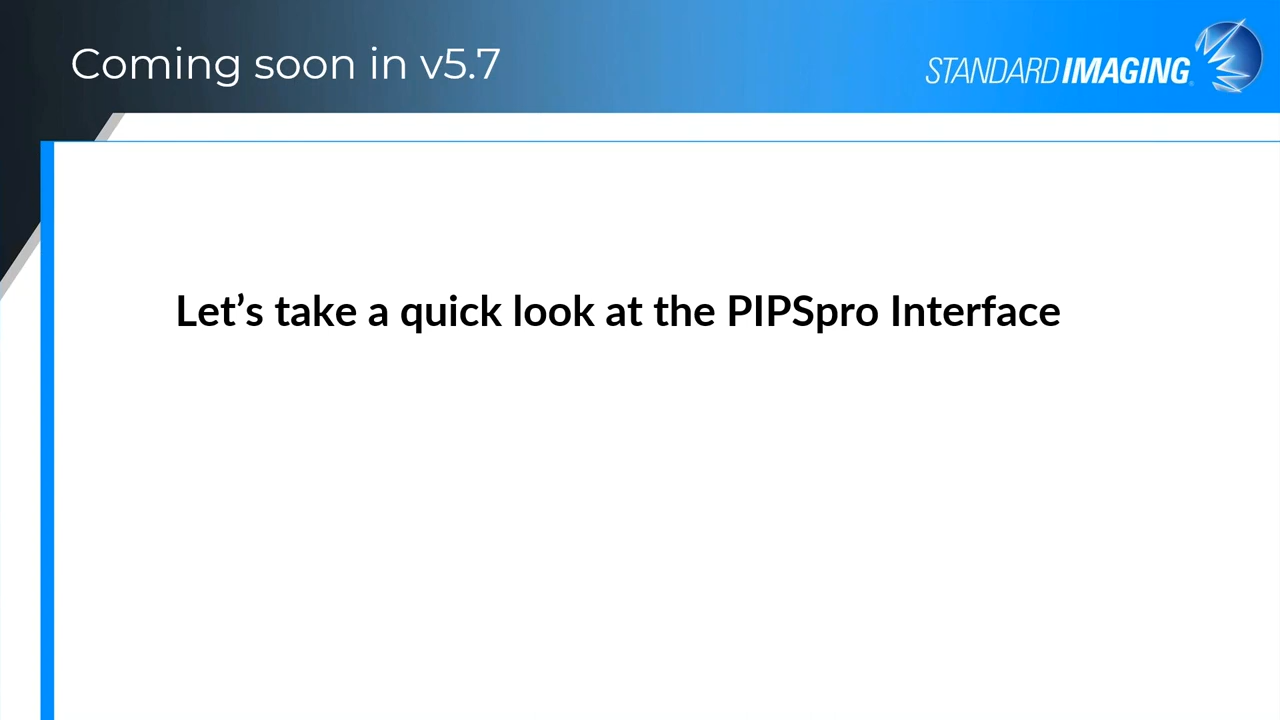 Coming soon in v5.7
STANDARD IMAGING
Let’s take a quick look at the PIPSpro Interface